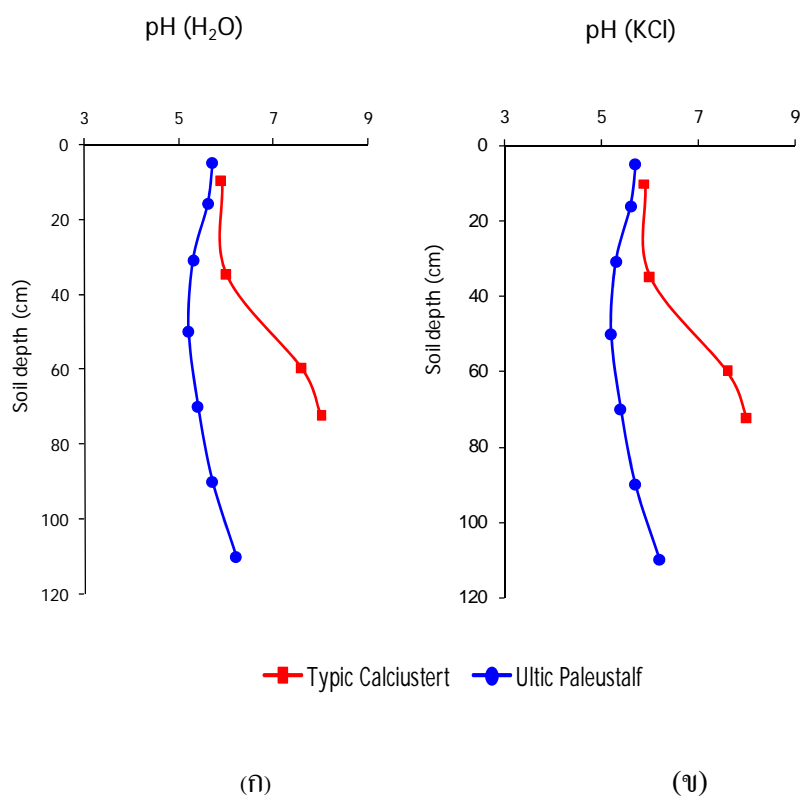 pH (H₂O)
3 5 7 9
0
20
40
60
80
100
120
Soil depth (cm)
pH (KCl)
3 5 7 9
0
20
40
60
80
100
120
Soil depth (cm)
Typic Calciustert Ultic Paleustalf
(ก) (ข)